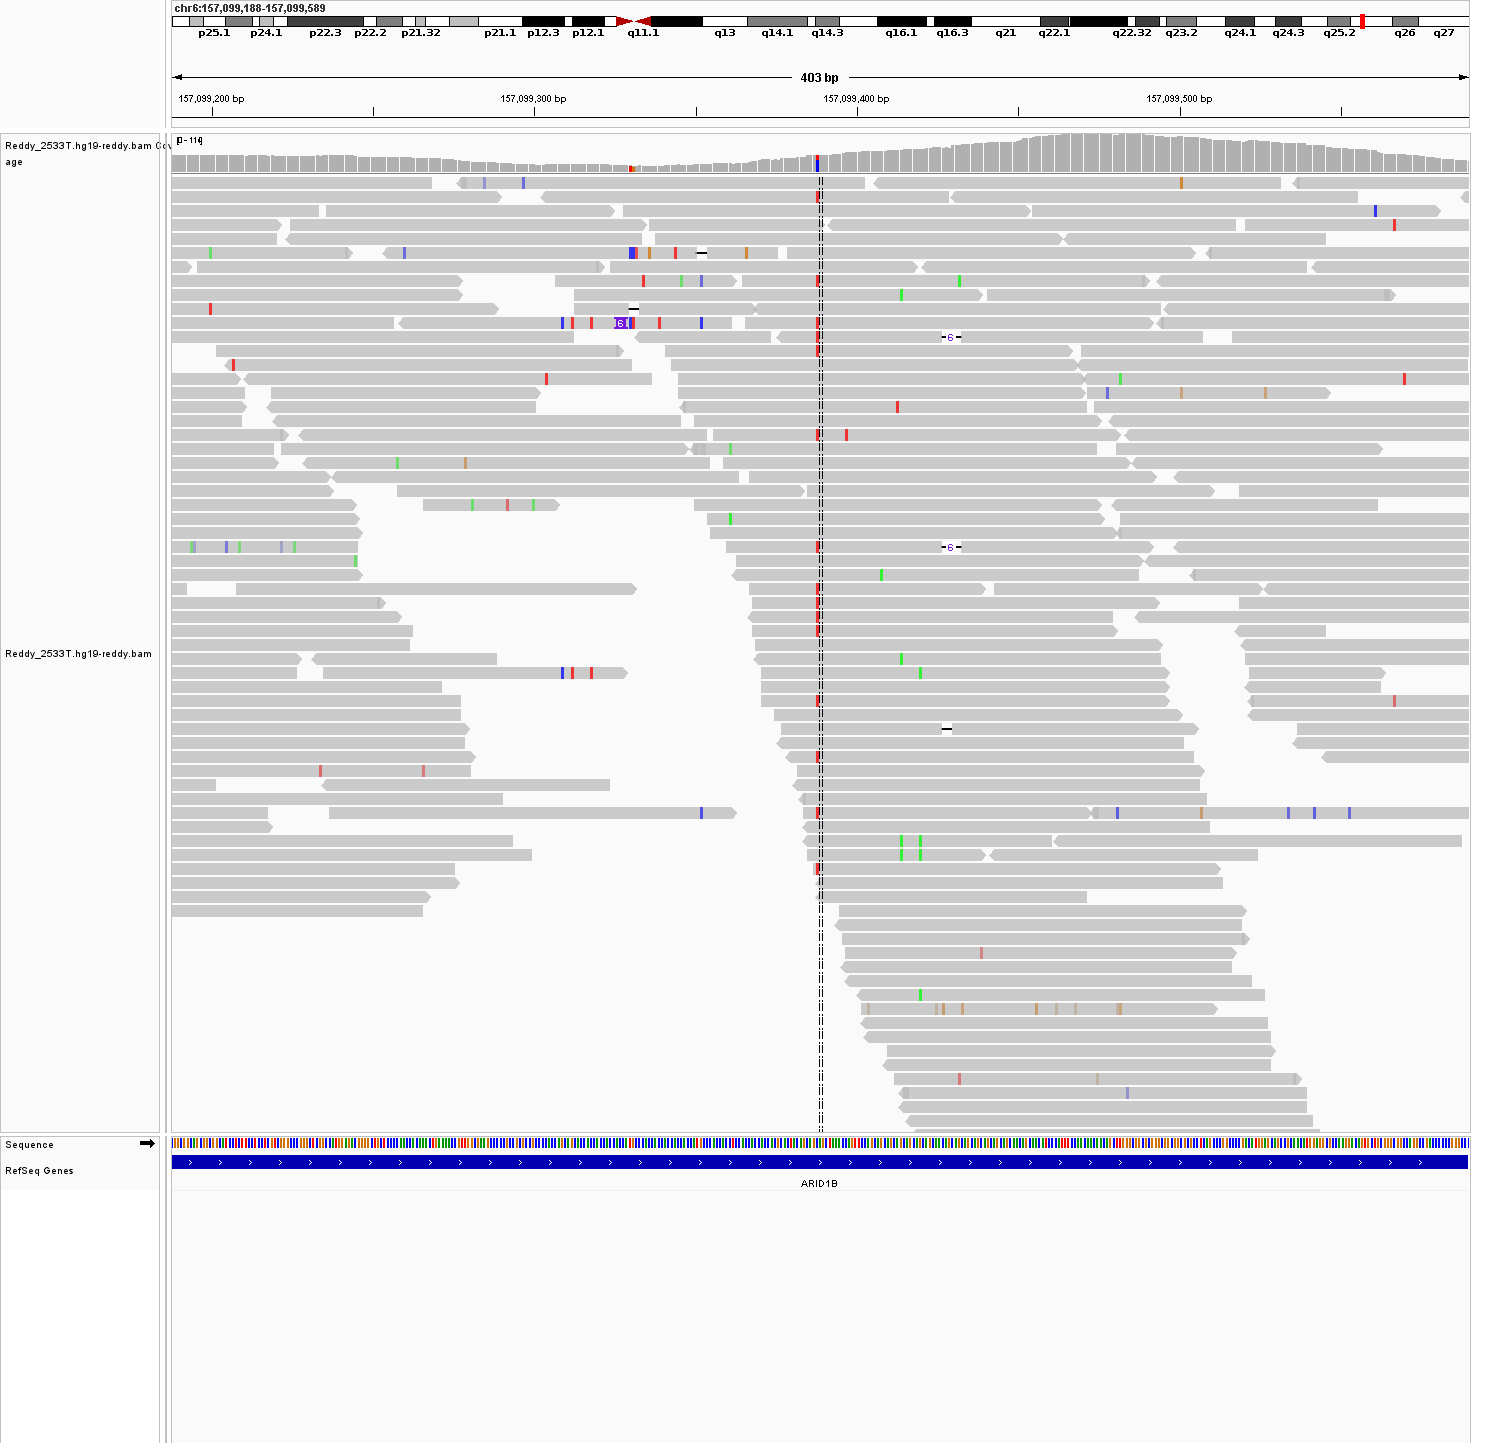 chr6:157,099,188-157,099,589
p25.1 p24.1 p22.3 p22.2 p21.32 p21.1 p12.3 p12.1 q11.1 q13 q14.1 q14.3 q16.1 q16.3 q21 q22.1 q22.32 q23.2 q24.1 q24.3 q25.2 q26 q27
403 bp
157,099,200 bp 157,099,300 bp 157,099,400 bp 157,099,500 bp
Reddy_2533T.hg19-reddy.bam Cov
age
[0 - 114]
6
6
6
Reddy_2533T.hg19-reddy.bam
Sequence
RefSeq Genes
ARID1B